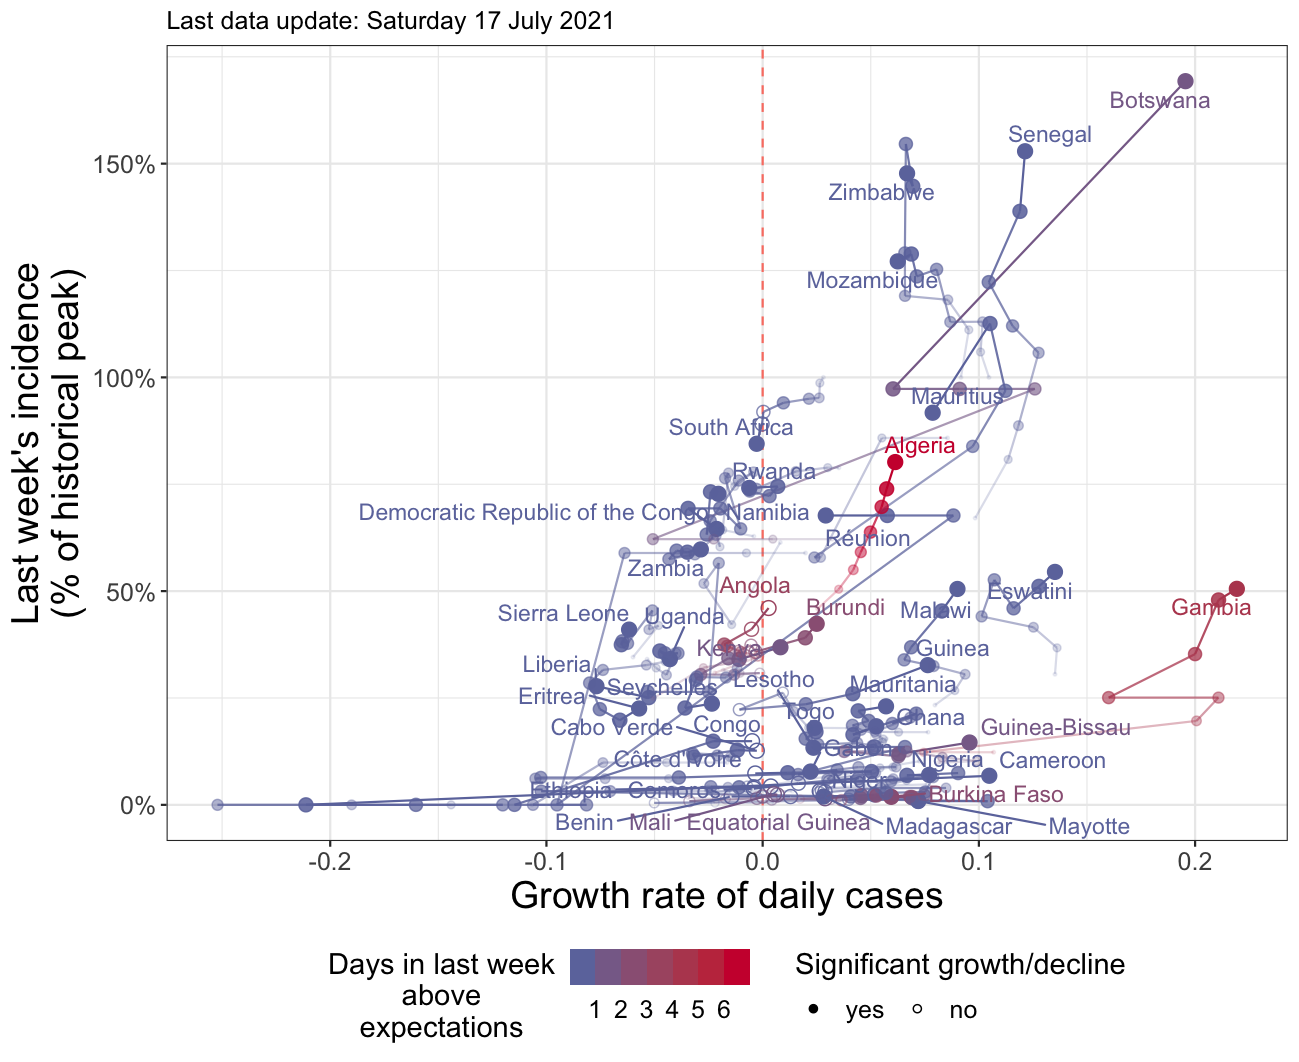 Last data update: Saturday 17 July 2021
Last week's incidence
(% of historical peak)
150%
100%
50%
0%
Botswana
Senegal
Zimbabwe
Mozambique
Mauritius
South Africa
Algeria
Rwanda
Democratic Republic of the Congo
Namibia
Réunion
Zambia
Angola
Eswatini
Sierra Leone
Uganda
Burundi
Malawi
Gambia
Kenya
Guinea
Liberia
Seychelles
Lesotho
Mauritania
Eritrea
Cabo Verde
Congo
Togo
Ghana
Guinea-Bissau
Côte d'Ivoire
Gabon
Nigeria
Cameroon
Ethiopia
Comoros
Niger
Burkina Faso
Benin
Mali
Equatorial Guinea
Madagascar
Mayotte
-0.2
-0.1
0.0
0.1
0.2
Growth rate of daily cases
Days in last week
above
expectations
1 2 3 4 5 6
Significant growth/decline
yes
no